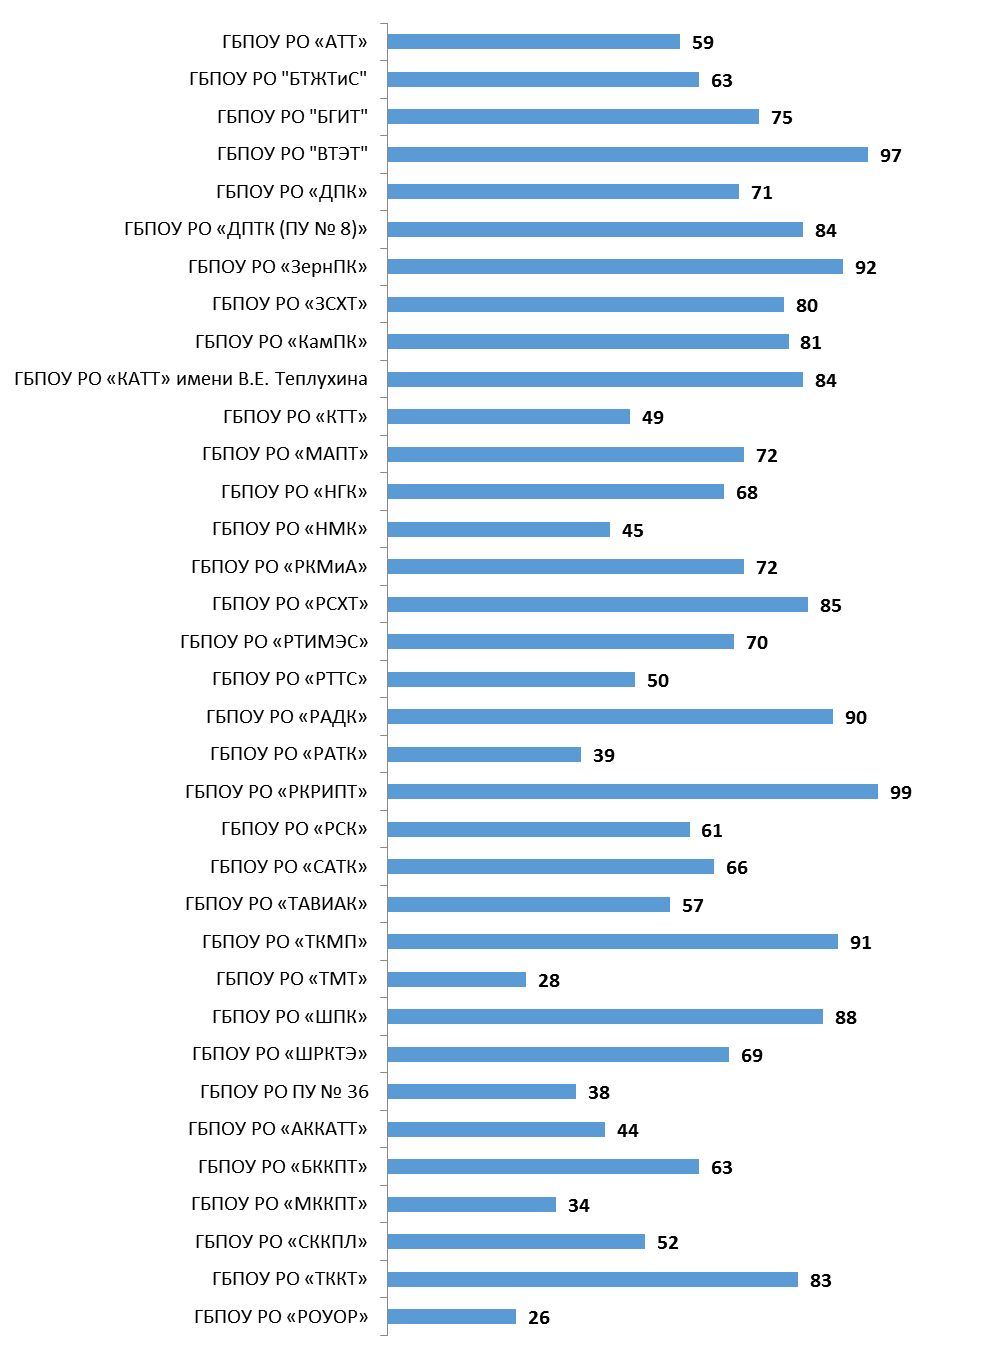 ГБПОУ РО «АТТ» 59
ГБПОУ РО "БТЖТиС" 63
ГБПОУ РО "БГИТ" 75
ГБПОУ РО "ВТЭТ" 97
ГБПОУ РО «ДПК» 71
ГБПОУ РО «ДПТК (ПУ № 8)» 84
ГБПОУ РО «ЗернПК» 92
ГБПОУ РО «ЗСХТ» 80
ГБПОУ РО «КамПК» 81
ГБПОУ РО «КАТТ» имени В.Е. Теплухина 84
ГБПОУ РО «КТТ» 49
ГБПОУ РО «МАПТ» 72
ГБПОУ РО «НГК» 68
ГБПОУ РО «НМК» 45
ГБПОУ РО «РКМиА» 72
ГБПОУ РО «РСХТ» 85
ГБПОУ РО «РТИМЭС» 70
ГБПОУ РО «РТТС» 50
ГБПОУ РО «РАДК» 90
ГБПОУ РО «РАТК» 39
ГБПОУ РО «РКРИПТ» 99
ГБПОУ РО «РСК» 61
ГБПОУ РО «САТК» 66
ГБПОУ РО «ТАВИАК» 57
ГБПОУ РО «ТКМП» 91
ГБПОУ РО «ТМТ» 28
ГБПОУ РО «ШПК» 88
ГБПОУ РО «ШРКТЭ» 69
ГБПОУ РО ПУ № 36 38
ГБПОУ РО «АККАТТ» 44
ГБПОУ РО «БККПТ» 63
ГБПОУ РО «МККПТ» 34
ГБПОУ РО «СККПЛ» 52
ГБПОУ РО «ТККТ» 83
ГБПОУ РО «РОУОР» 26